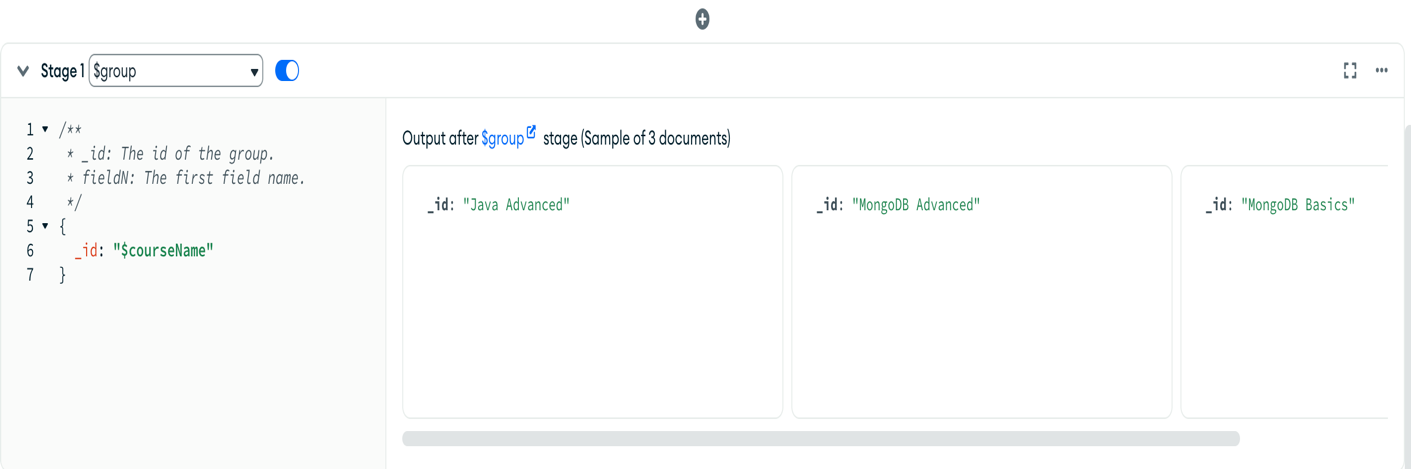 Stage 1 $group
1 /**
2 * _id: The id of the group.
3 * fieldN: The first field name.
4 */
5 {
6 _id: "$courseName"
7 }
Output after $group stage (Sample of 3 documents)
_id: "Java Advanced"
_id: "MongoDB Advanced"
_id: "MongoDB Basics"